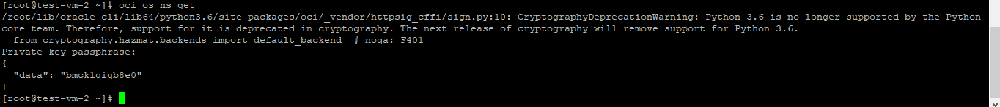 [root@test-vm-2 ~]# oci os ns get
/root/lib/oracle-cli/lib64/python3.6/site-packages/oci/_vendor/httpsig_cffi/sign.py:10: CryptographyDeprecationWarning: Python 3.6 is no longer supported by the Python
core team. Therefore, support for it is deprecated in cryptography. The next release of cryptography will remove support for Python 3.6.
  from cryptography.hazmat.backends import default_backend  # noqa: F401
Private key passphrase:
{
  "data": "bmcklqigb8e0"
}
[root@test-vm-2 ~]#